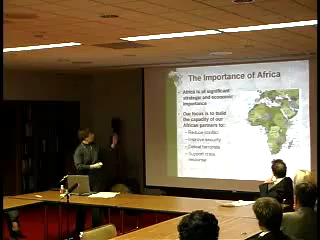 The Importance of Africa
Africa is of significant
strategic and economic
importance
Our focus is to build
the capacity of our
African partners to:
– Reduce conflict
– Improve security
– Defeat terrorists
– Support crisis
response